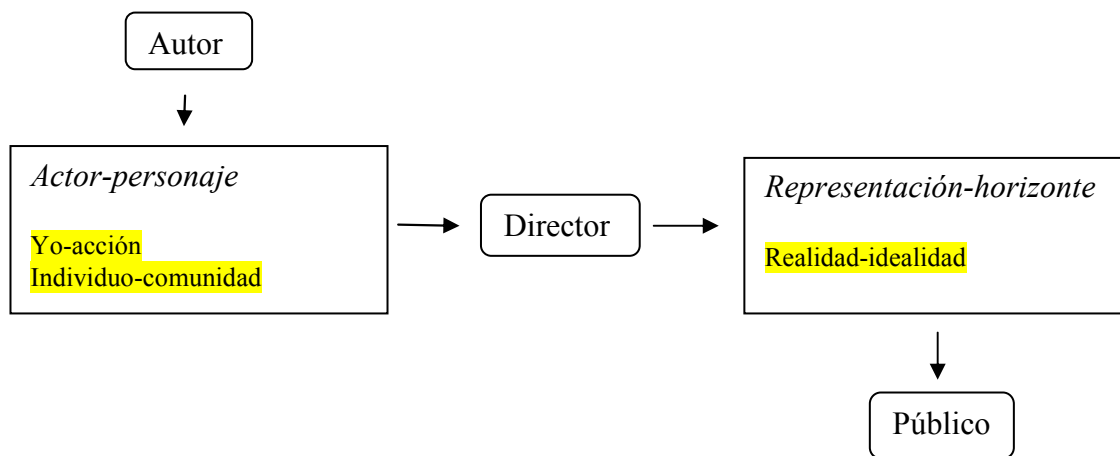 Autor
Actor-personaje
Yo-acción
Individuo-comunidad
Director
Representación-horizonte
Realidad-idealidad
Público